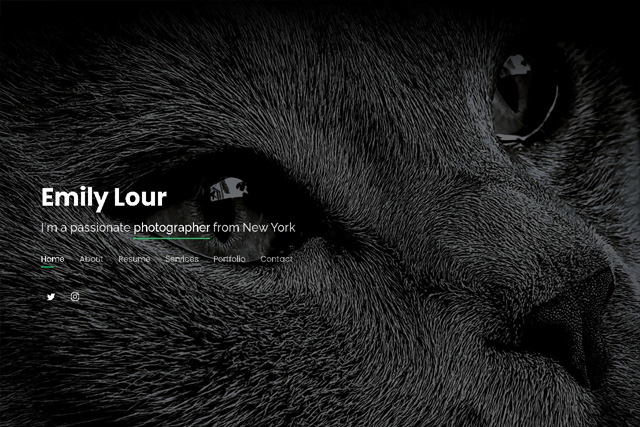 Emily Lour
I'm a passionate photographer from New York
Home About Resume Services Portfolio Contact